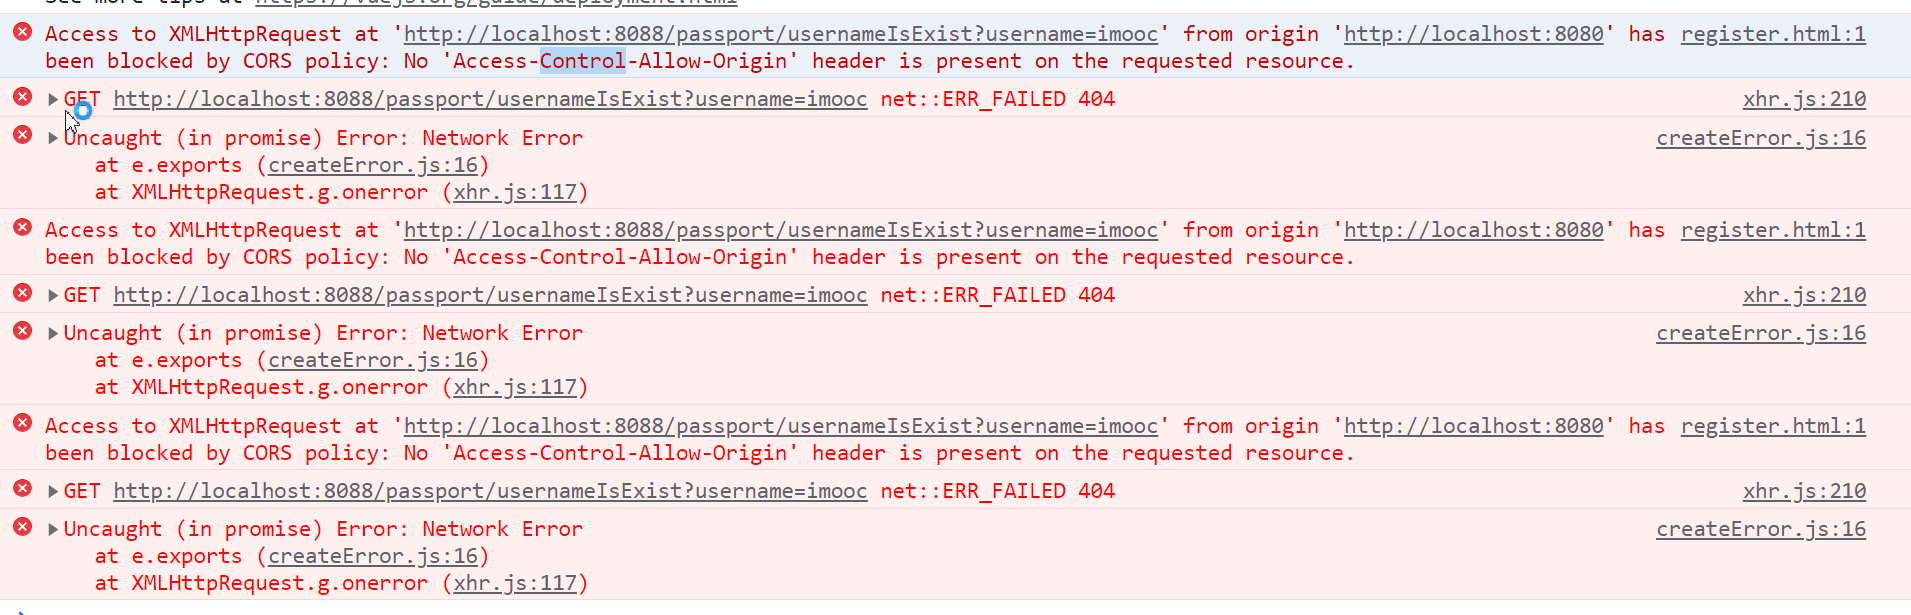 See more tips at https://vuejs.org/guide/deployment.html
Access to XMLHttpRequest at 'http://localhost:8088/passport/usernameIsExist?username=imooc' from origin 'http://localhost:8080' has register.html:1
been blocked by CORS policy: No 'Access-Control-Allow-Origin' header is present on the requested resource.
GET http://localhost:8088/passport/usernameIsExist?username=imooc net::ERR_FAILED 404 xhr.js:210
Uncaught (in promise) Error: Network Error createError.js:16
at e.exports (createError.js:16)
at XMLHttpRequest.g.onerror (xhr.js:117)
Access to XMLHttpRequest at 'http://localhost:8088/passport/usernameIsExist?username=imooc' from origin 'http://localhost:8080' has register.html:1
been blocked by CORS policy: No 'Access-Control-Allow-Origin' header is present on the requested resource.
GET http://localhost:8088/passport/usernameIsExist?username=imooc net::ERR_FAILED 404 xhr.js:210
Uncaught (in promise) Error: Network Error createError.js:16
at e.exports (createError.js:16)
at XMLHttpRequest.g.onerror (xhr.js:117)
Access to XMLHttpRequest at 'http://localhost:8088/passport/usernameIsExist?username=imooc' from origin 'http://localhost:8080' has register.html:1
been blocked by CORS policy: No 'Access-Control-Allow-Origin' header is present on the requested resource.
GET http://localhost:8088/passport/usernameIsExist?username=imooc net::ERR_FAILED 404 xhr.js:210
Uncaught (in promise) Error: Network Error createError.js:16
at e.exports (createError.js:16)
at XMLHttpRequest.g.onerror (xhr.js:117)